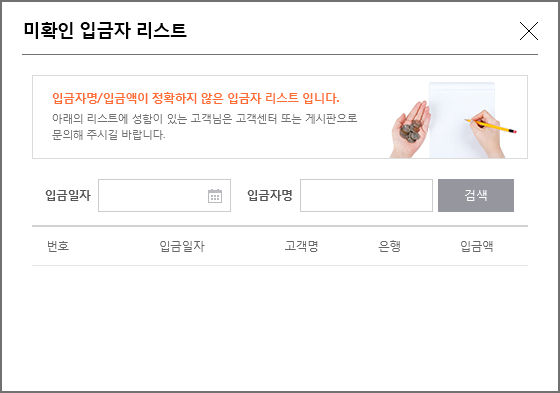 미확인 입금자 리스트
입금자명/입금액이 정확하지 않은 입금자 리스트 입니다.
아래의 리스트에 성함이 있는 고객님은 고객센터 또는 게시판으로
문의해 주시길 바랍니다.
입금일자 입금자명 검색
번호 입금일자 고객명 은행 입금액